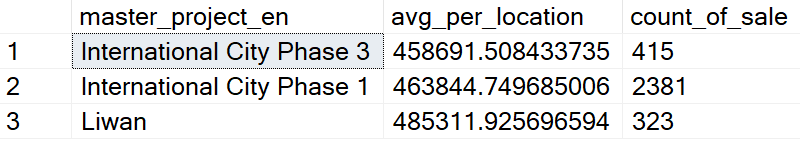 master_project_en avg_per_location count_of_sale
1 International City Phase 3 458691.508433735 415
2 International City Phase 1 463844.749685006 2381
3 Liwan 485311.925696594 323